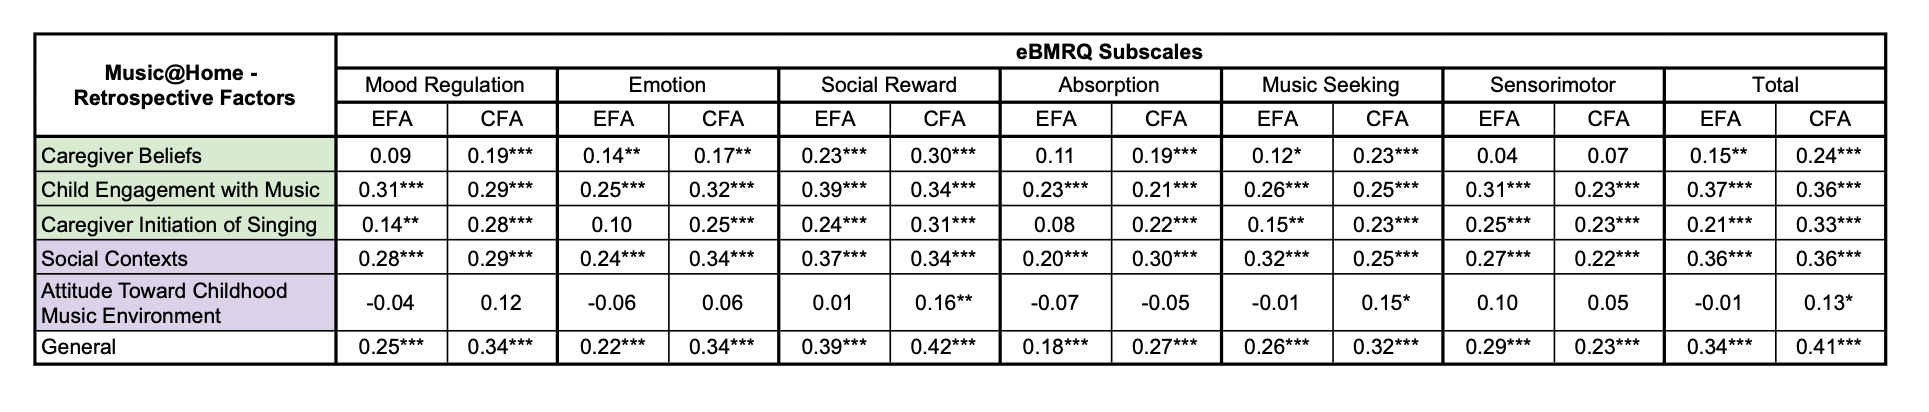 eBMRQ Subscales
Music@Home -
Retrospective Factors
Mood Regulation Emotion Social Reward Absorption Music Seeking Sensorimotor Total
EFA CFA EFA CFA EFA CFA EFA CFA EFA CFA EFA CFA EFA CFA
Caregiver Beliefs 0.09 0.19*** 0.14** 0.17** 0.23*** 0.30*** 0.11 0.19*** 0.12* 0.23*** 0.04 0.07 0.15** 0.24***
Child Engagement with Music 0.31*** 0.29*** 0.25*** 0.32*** 0.39*** 0.34*** 0.23*** 0.21*** 0.26*** 0.25*** 0.31*** 0.23*** 0.37*** 0.36***
Caregiver Initiation of Singing 0.14** 0.28*** 0.10 0.25*** 0.24*** 0.31*** 0.08 0.22*** 0.15** 0.23*** 0.25*** 0.23*** 0.21*** 0.33***
Social Contexts 0.28*** 0.29*** 0.24*** 0.34*** 0.37*** 0.34*** 0.20*** 0.30*** 0.32*** 0.25*** 0.27*** 0.22*** 0.36*** 0.36***
Attitude Toward Childhood
Music Environment -0.04 0.12 -0.06 0.06 0.01 0.16** -0.07 -0.05 -0.01 0.15* 0.10 0.05 -0.01 0.13*
General 0.25*** 0.34*** 0.22*** 0.34*** 0.39*** 0.42*** 0.18*** 0.27*** 0.26*** 0.32*** 0.29*** 0.23*** 0.34*** 0.41***